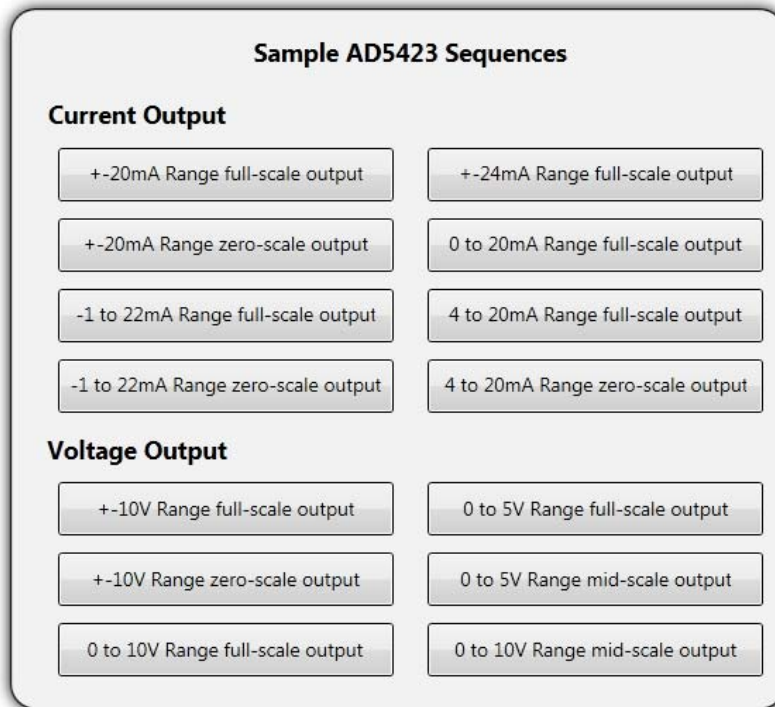 Sample AD5423 Sequences
Current Output
+-20mA Range full-scale output
+-24mA Range full-scale output
+-20mA Range zero-scale output
0 to 20mA Range full-scale output
-1 to 22mA Range full-scale output
4 to 20mA Range full-scale output
-1 to 22mA Range zero-scale output
4 to 20mA Range zero-scale output
Voltage Output
+-10V Range full-scale output
0 to 5V Range full-scale output
+-10V Range zero-scale output
0 to 5V Range mid-scale output
0 to 10V Range full-scale output
0 to 10V Range mid-scale output